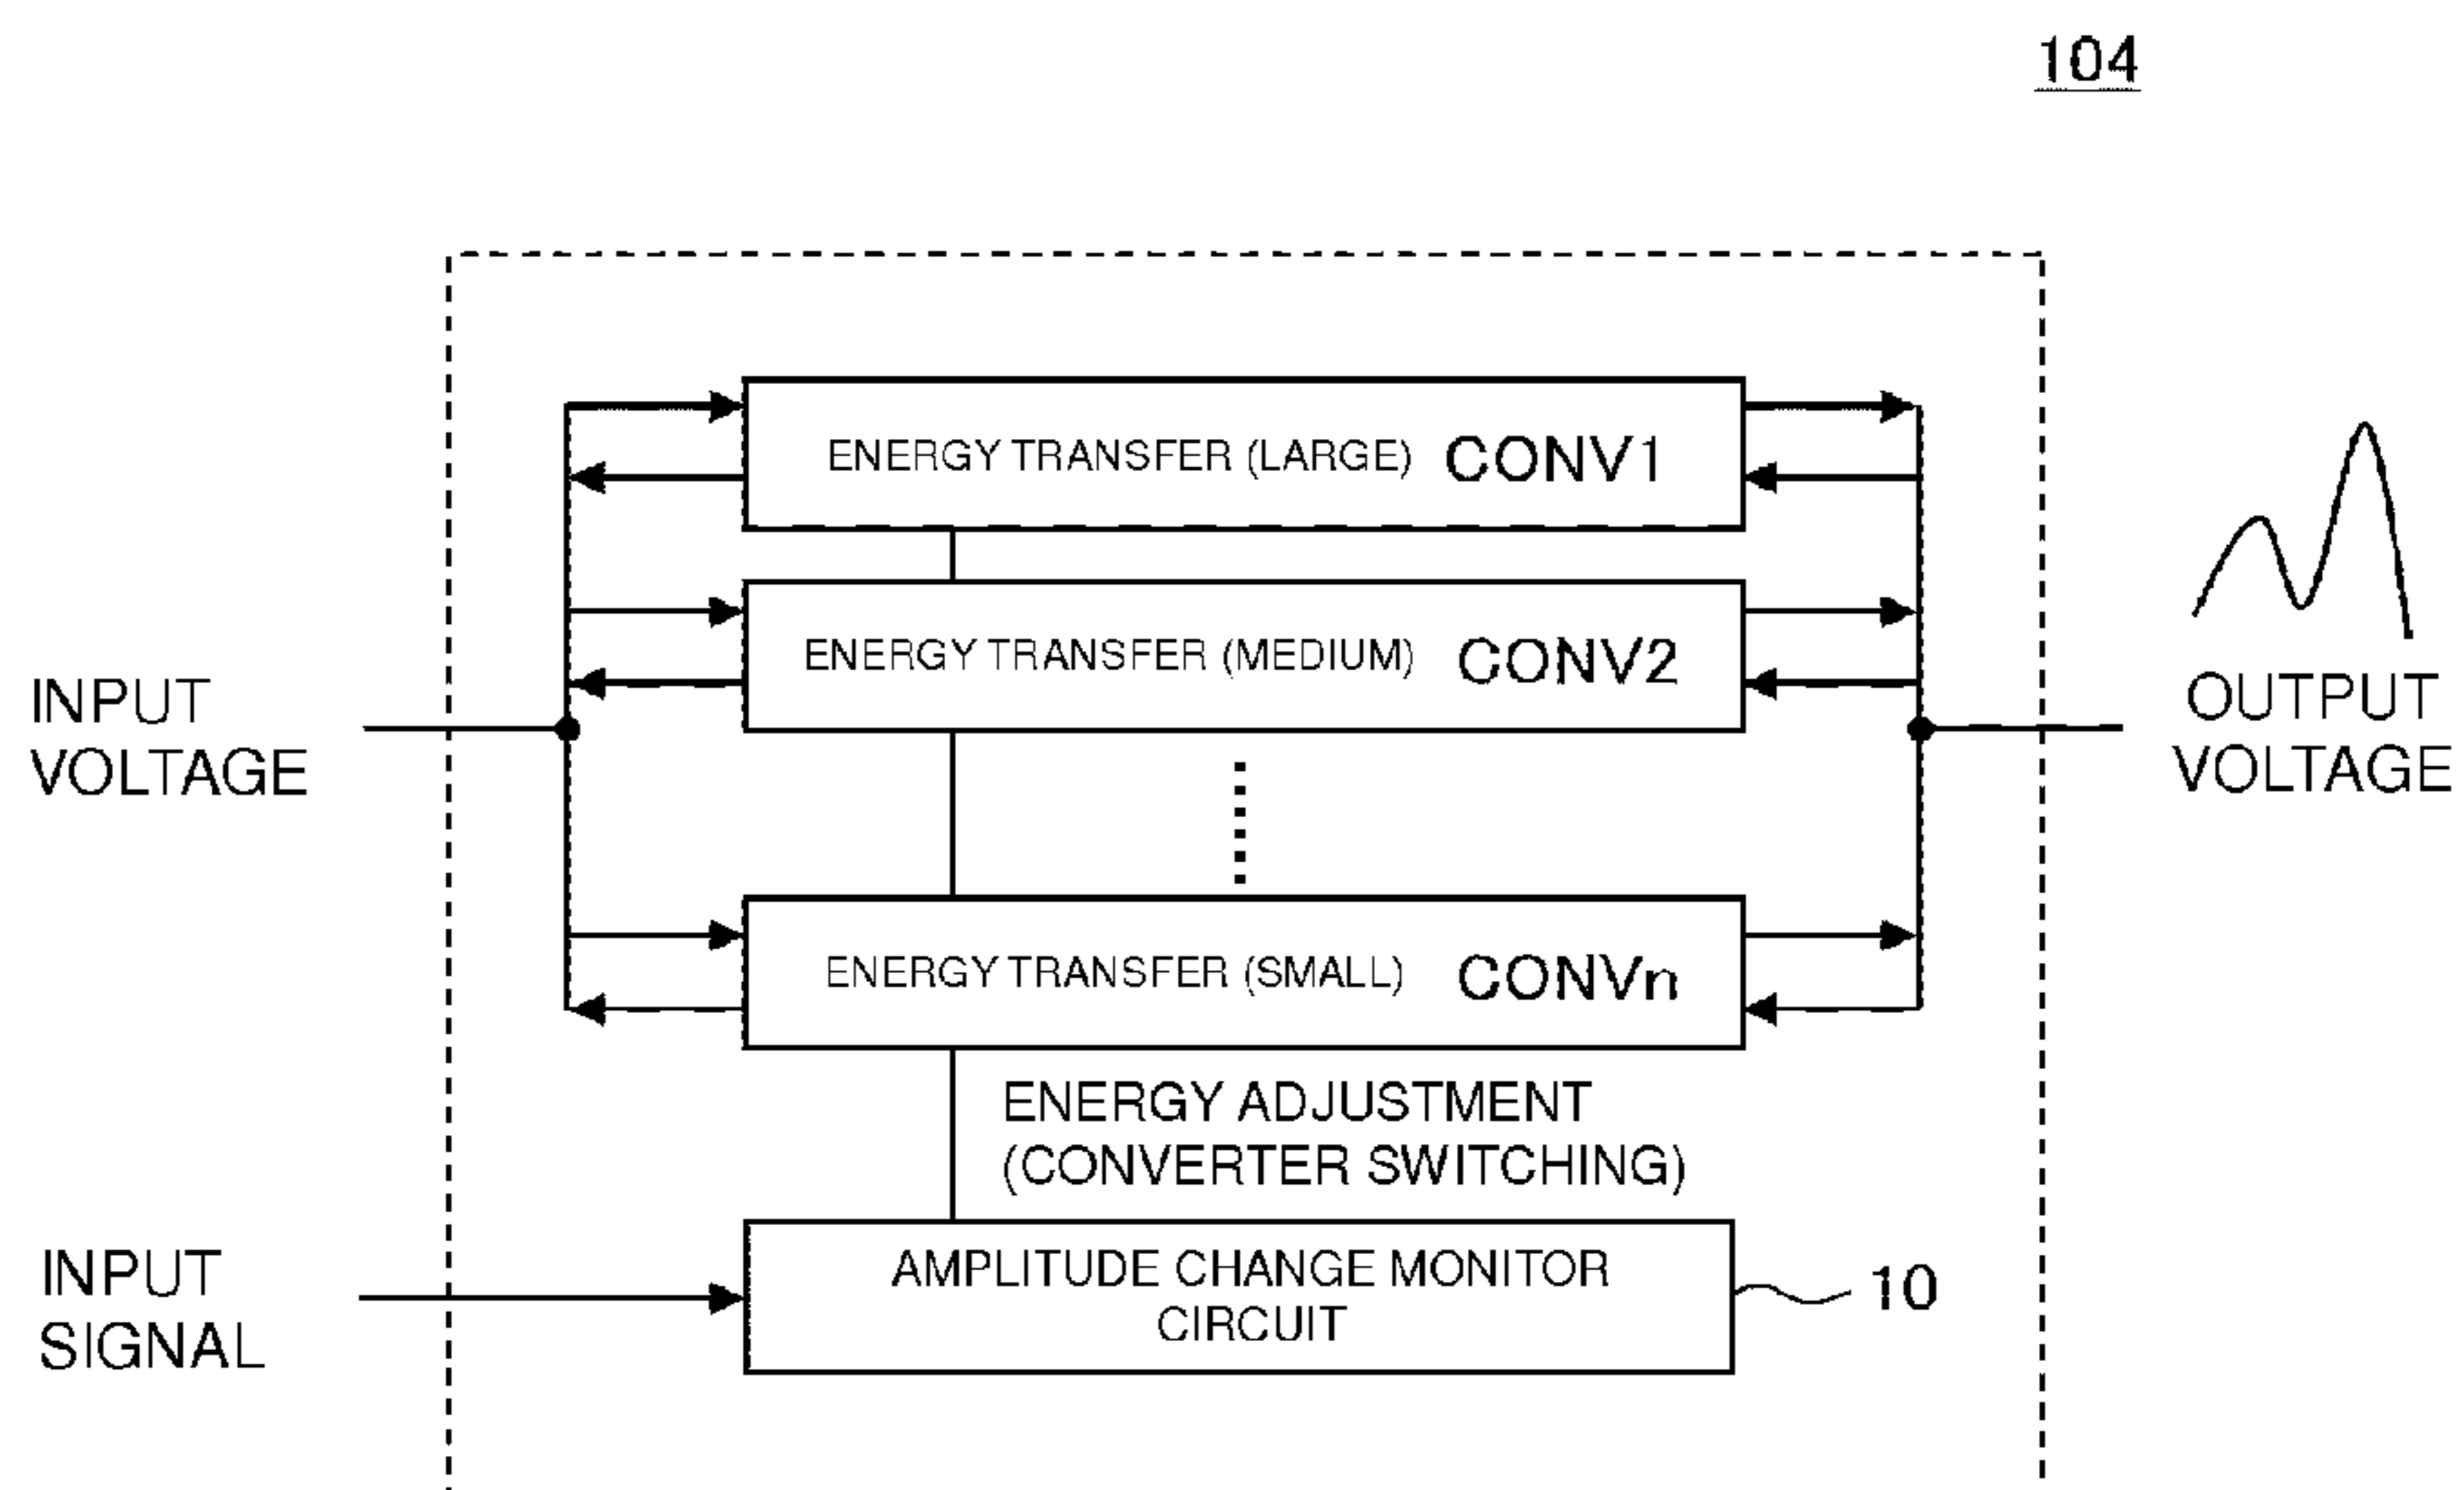 104
ENERGY TRANSFER (LARGE) CONV1
ENERGY TRANSFER (MEDIUM) CONV2
INPUT
VOLTAGE
OUTPUT
VOLTAGE
ENERGY TRANSFER (SMALL) CONVn
ENERGY ADJUSTMENT
(CONVERTER SWITCHING)
INPUT
SIGNAL
AMPLITUDE CHANGE MONITOR
CIRCUIT
10